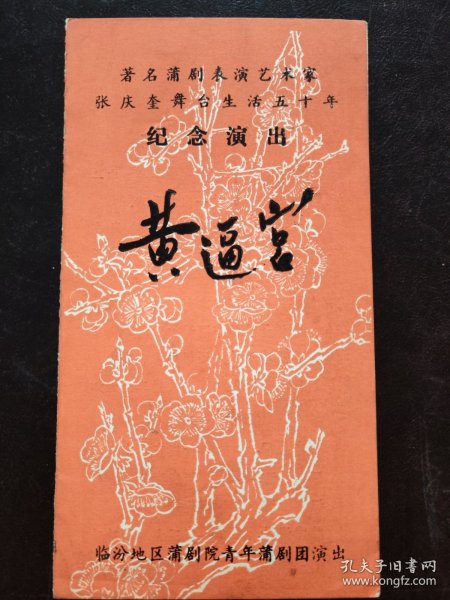 著名蒲剧表演艺术家
张庆奎舞台生活五十年
纪念演出
黄逼宫
临汾地区蒲剧院青年蒲剧团演出
孔夫子旧书网
www.kongfz.com